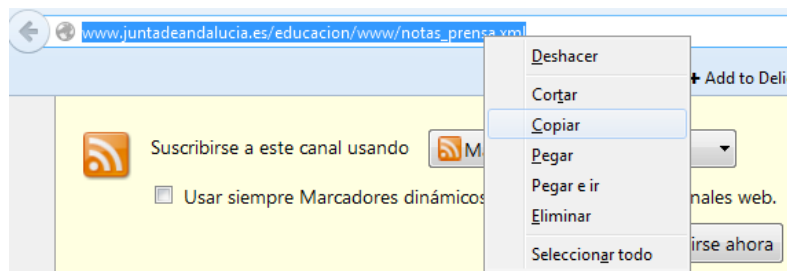 www.juntadeandalucia.es/educacion/www/notas_prensa.xml
Deshacer
+ Add to Deli
Cortar
Copiar
Suscribirse a este canal usando
Pegar
Pegar e ir
Usar siempre Marcadores dinámicos
nales web.
Eliminar
irse ahora
Seleccionar todo